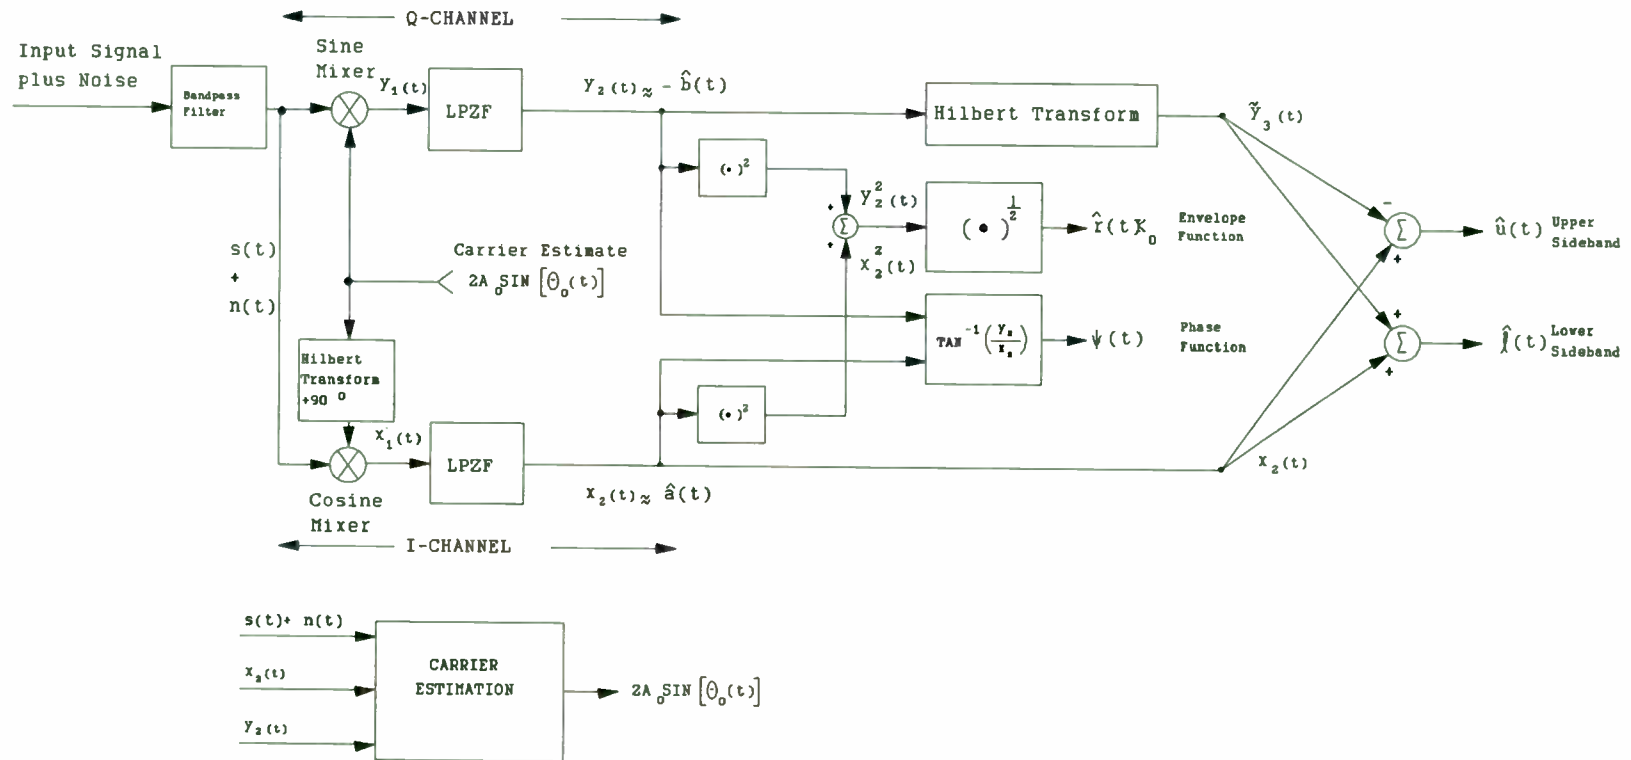 Q-CHANNEL
Input Signal
plus Noise
Bandpass
Filter
Sine
Mixer
y₁(t)
LPZF
y₂(t) ≈ - b̂(t)
Hilbert Transform
ỹ₃(t)
(•)²
y₂²(t)
+
Σ
+
x₂²(t)
(•)^½
r̂(t)K₀
Envelope
Function
-
Σ
+
û(t)
Upper
Sideband
s(t)
+
n(t)
Carrier Estimate
2A₀SIN [Θ₀(t)]
TAN⁻¹(yₙ/xₙ)
ψ(t)
Phase
Function
+
Σ
+
l̂(t)
Lower
Sideband
Hilbert
Transform
+90°
(•)²
x₁(t)
LPZF
x₂(t) ≈ â(t)
x₂(t)
Cosine
Mixer
I-CHANNEL
s(t)+ n(t)
x₂(t)
y₂(t)
CARRIER
ESTIMATION
2A₀SIN [Θ₀(t)]